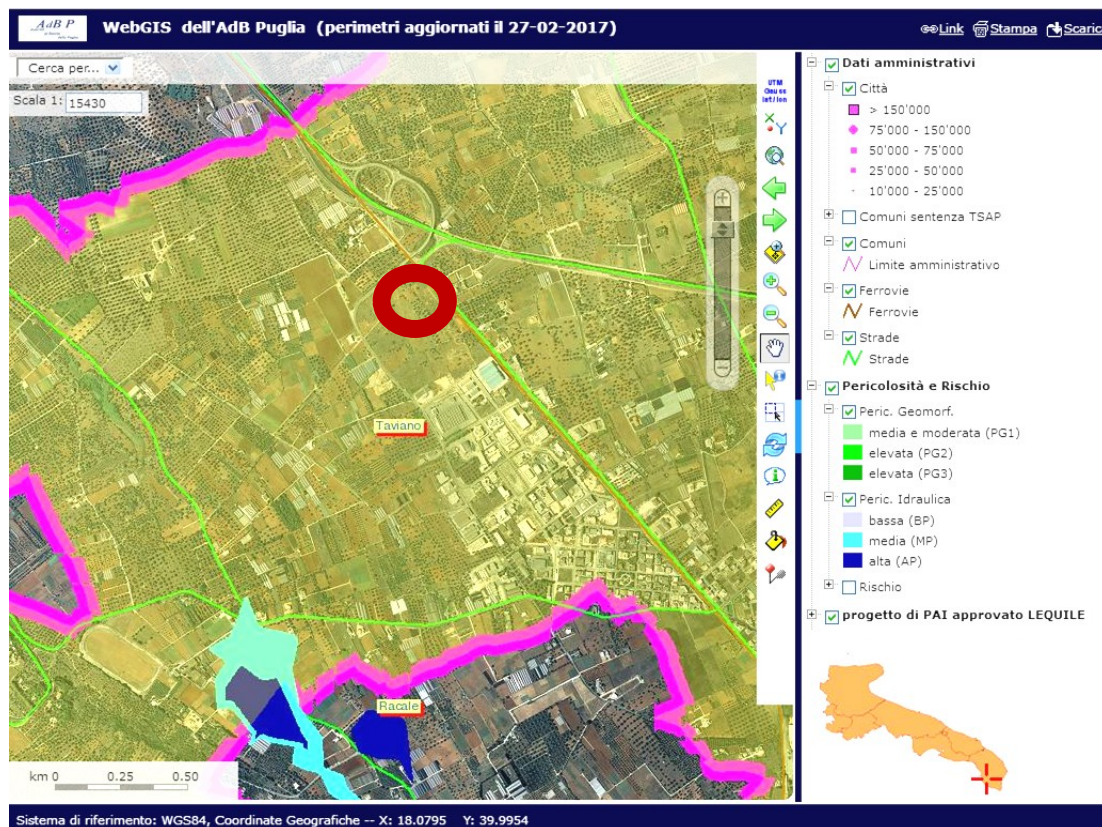 AdB P
WebGIS dell'AdB Puglia (perimetri aggiornati il 27-02-2017)
Link Stampa Scaric
Cerca per...
Scala 1: 15430
UTM
Gauss
Int/Ion
Taviano
Racale
km 0 0.25 0.50
Dati amministrativi
Città
> 150'000
75'000 - 150'000
50'000 - 75'000
25'000 - 50'000
10'000 - 25'000
Comuni sentenza TSAP
Comuni
Limite amministrativo
Ferrovie
Ferrovie
Strade
Strade
Pericolosità e Rischio
Peric. Geomorf.
media e moderata (PG1)
elevata (PG2)
elevata (PG3)
Peric. Idraulica
bassa (BP)
media (MP)
alta (AP)
Rischio
progetto di PAI approvato LEQUILE
Sistema di riferimento: WGS84, Coordinate Geografiche -- X: 18.0795 Y: 39.9954